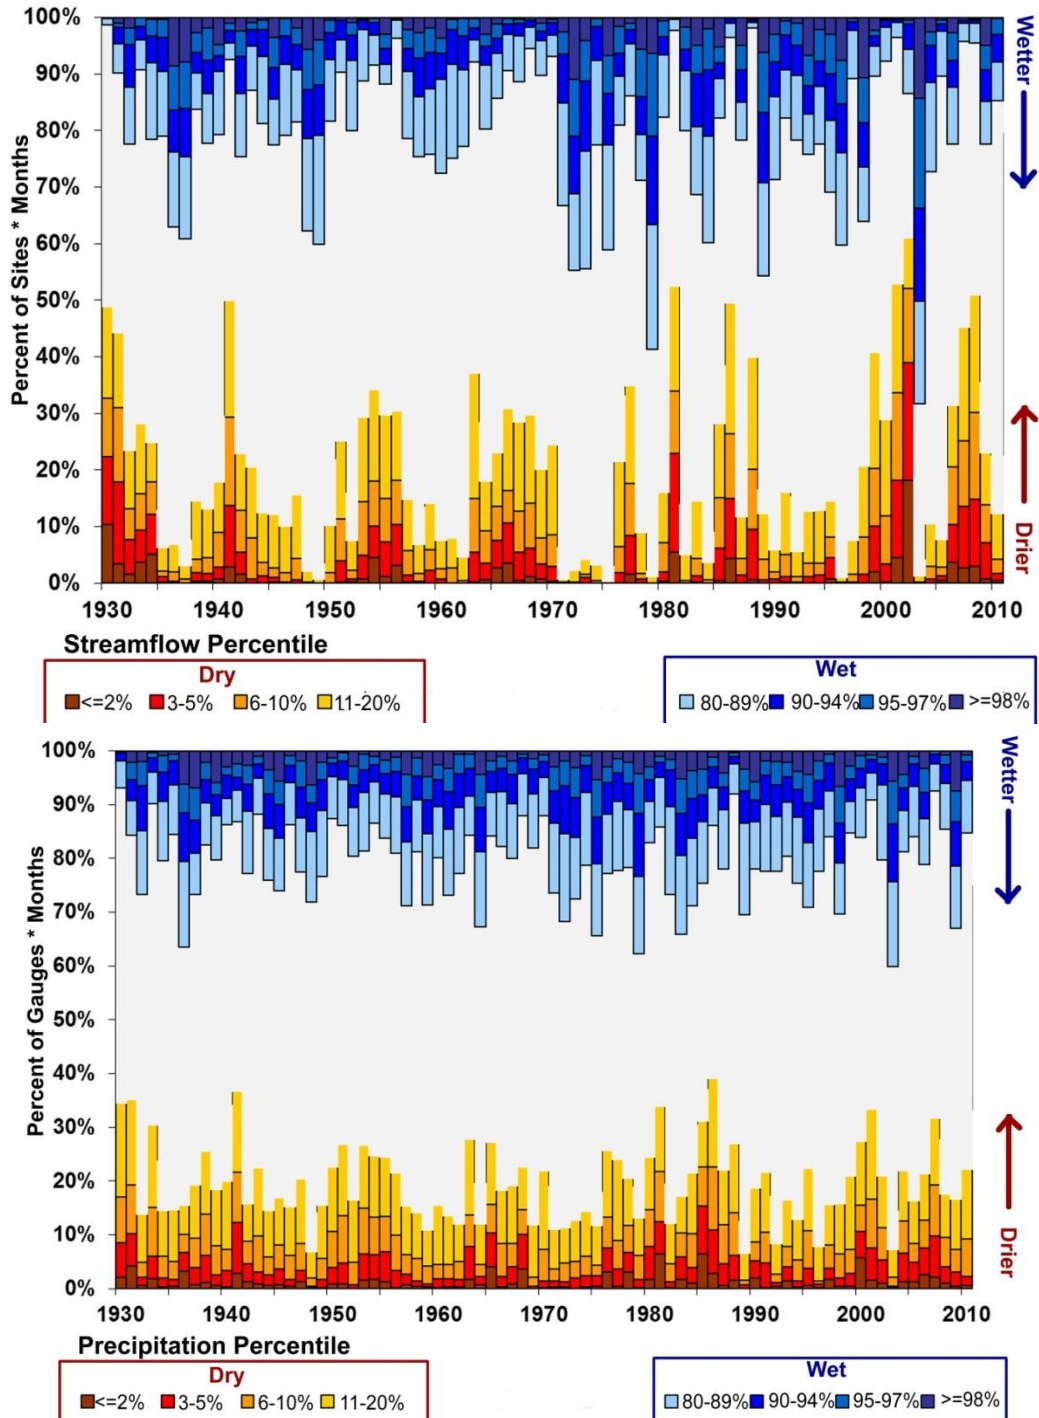 100%
90%
80%
70%
60%
50%
40%
30%
20%
10%
0%
Percent of Sites * Months
Wetter
Drier
1930 1940 1950 1960 1970 1980 1990 2000 2010
Streamflow Percentile
Dry
<=2% 3-5% 6-10% 11-20%
Wet
80-89% 90-94% 95-97% >=98%
100%
90%
80%
70%
60%
50%
40%
30%
20%
10%
0%
Percent of Gauges * Months
Wetter
Drier
1930 1940 1950 1960 1970 1980 1990 2000 2010
Precipitation Percentile
Dry
<=2% 3-5% 6-10% 11-20%
Wet
80-89% 90-94% 95-97% >=98%